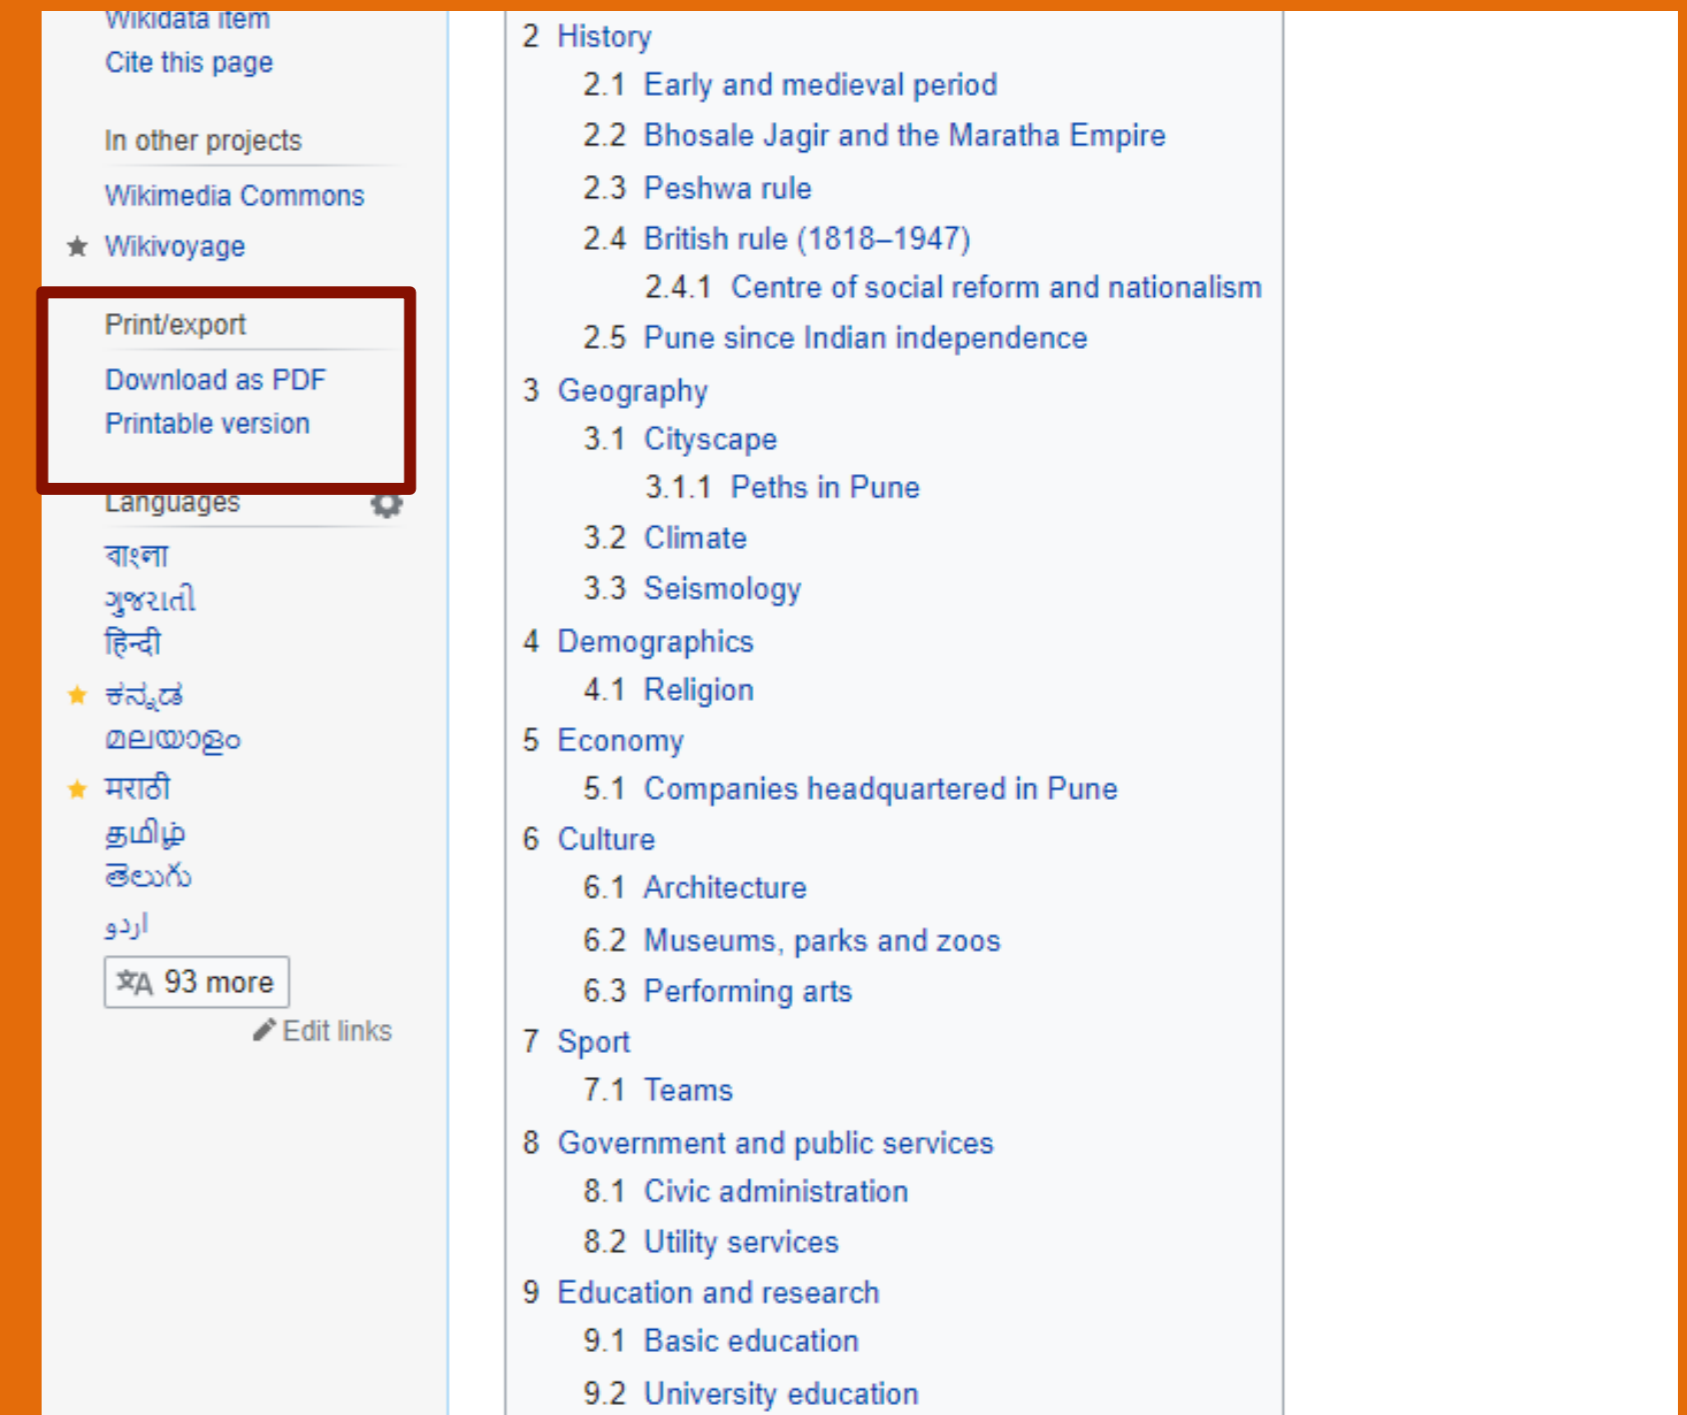 Wikidata item
Cite this page
In other projects
Wikimedia Commons
Wikivoyage
Print/export
Download as PDF
Printable version
Languages
বাংলা
ગુજરાતી
हिन्दी
ಕನ್ನಡ
മലയാളം
मराठी
தமிழ்
తెలుగు
اردو
93 more
Edit links
2 History
2.1 Early and medieval period
2.2 Bhosale Jagir and the Maratha Empire
2.3 Peshwa rule
2.4 British rule (1818–1947)
2.4.1 Centre of social reform and nationalism
2.5 Pune since Indian independence
3 Geography
3.1 Cityscape
3.1.1 Peths in Pune
3.2 Climate
3.3 Seismology
4 Demographics
4.1 Religion
5 Economy
5.1 Companies headquartered in Pune
6 Culture
6.1 Architecture
6.2 Museums, parks and zoos
6.3 Performing arts
7 Sport
7.1 Teams
8 Government and public services
8.1 Civic administration
8.2 Utility services
9 Education and research
9.1 Basic education
9.2 University education